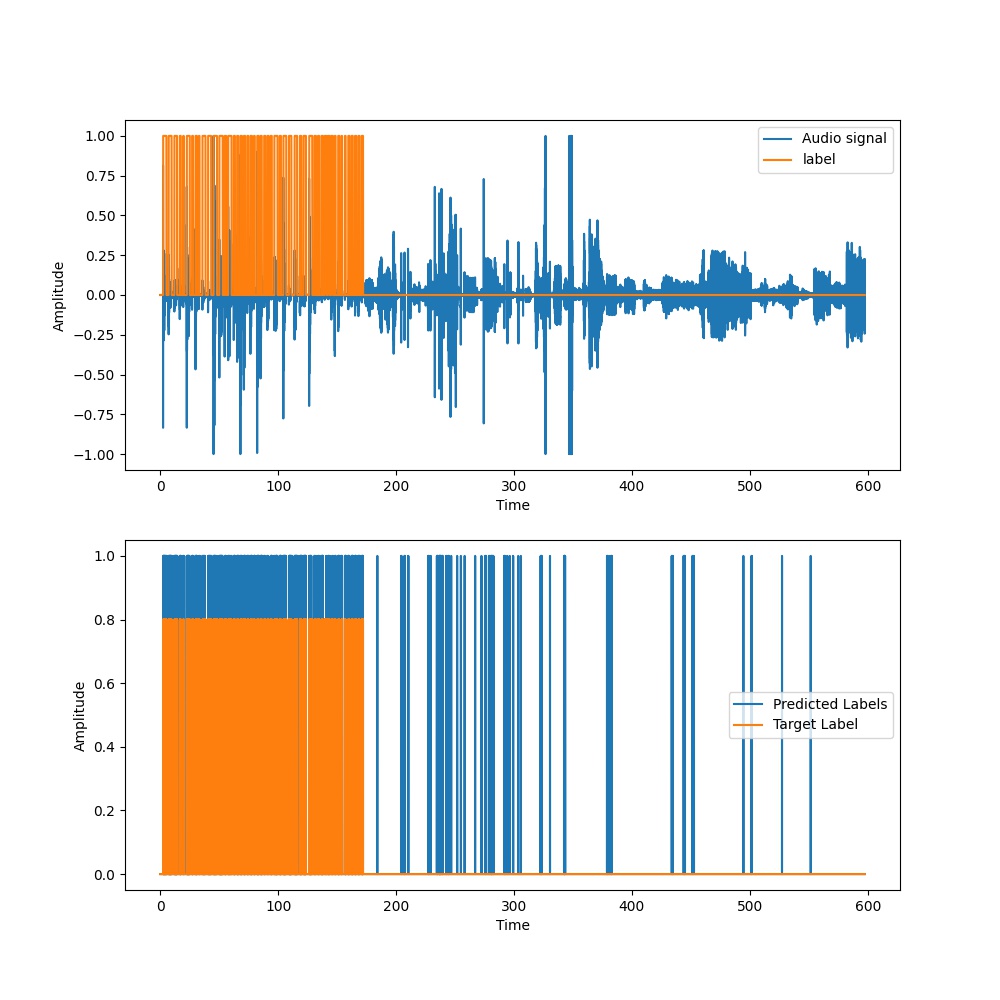 1.00
0.75
0.50
0.25
0.00
−0.25
−0.50
−0.75
−1.00
Amplitude
Audio signal
label
0 100 200 300 400 500 600
Time
1.0
0.8
0.6
0.4
0.2
0.0
Amplitude
Predicted Labels
Target Label
0 100 200 300 400 500 600
Time